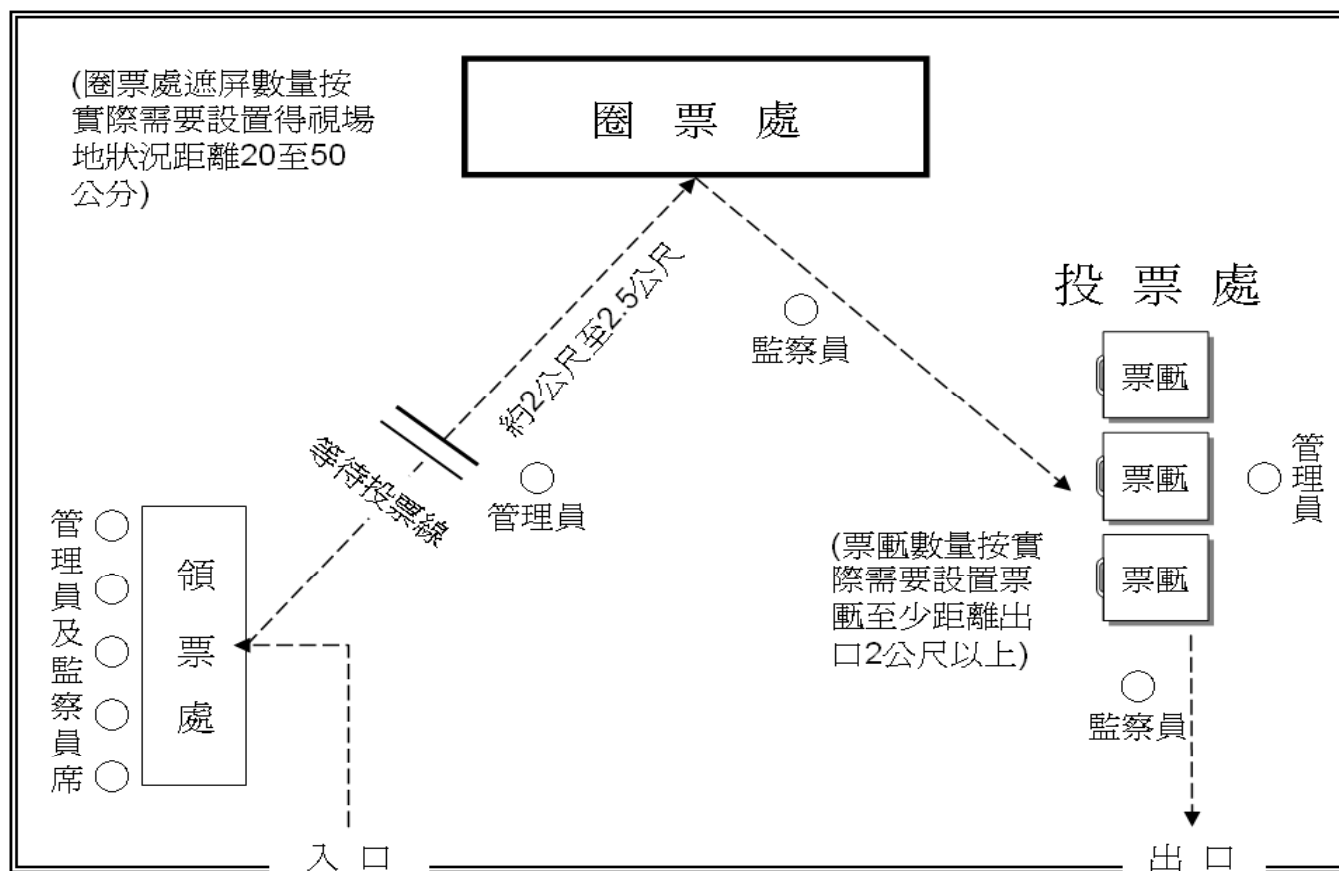 (圈票處遮屏數量按
實際需要設置得視場
地狀況距離20至50
公分)
圈票處
約2公尺至2.5公尺
等待投票線
監察員
管理員
投票處
票匭
票匭
票匭
管理員
(票匭數量按實
際需要設置票
匭至少距離出
口2公尺以上)
監察員
管理員及監察員席
領票處
入口
出口